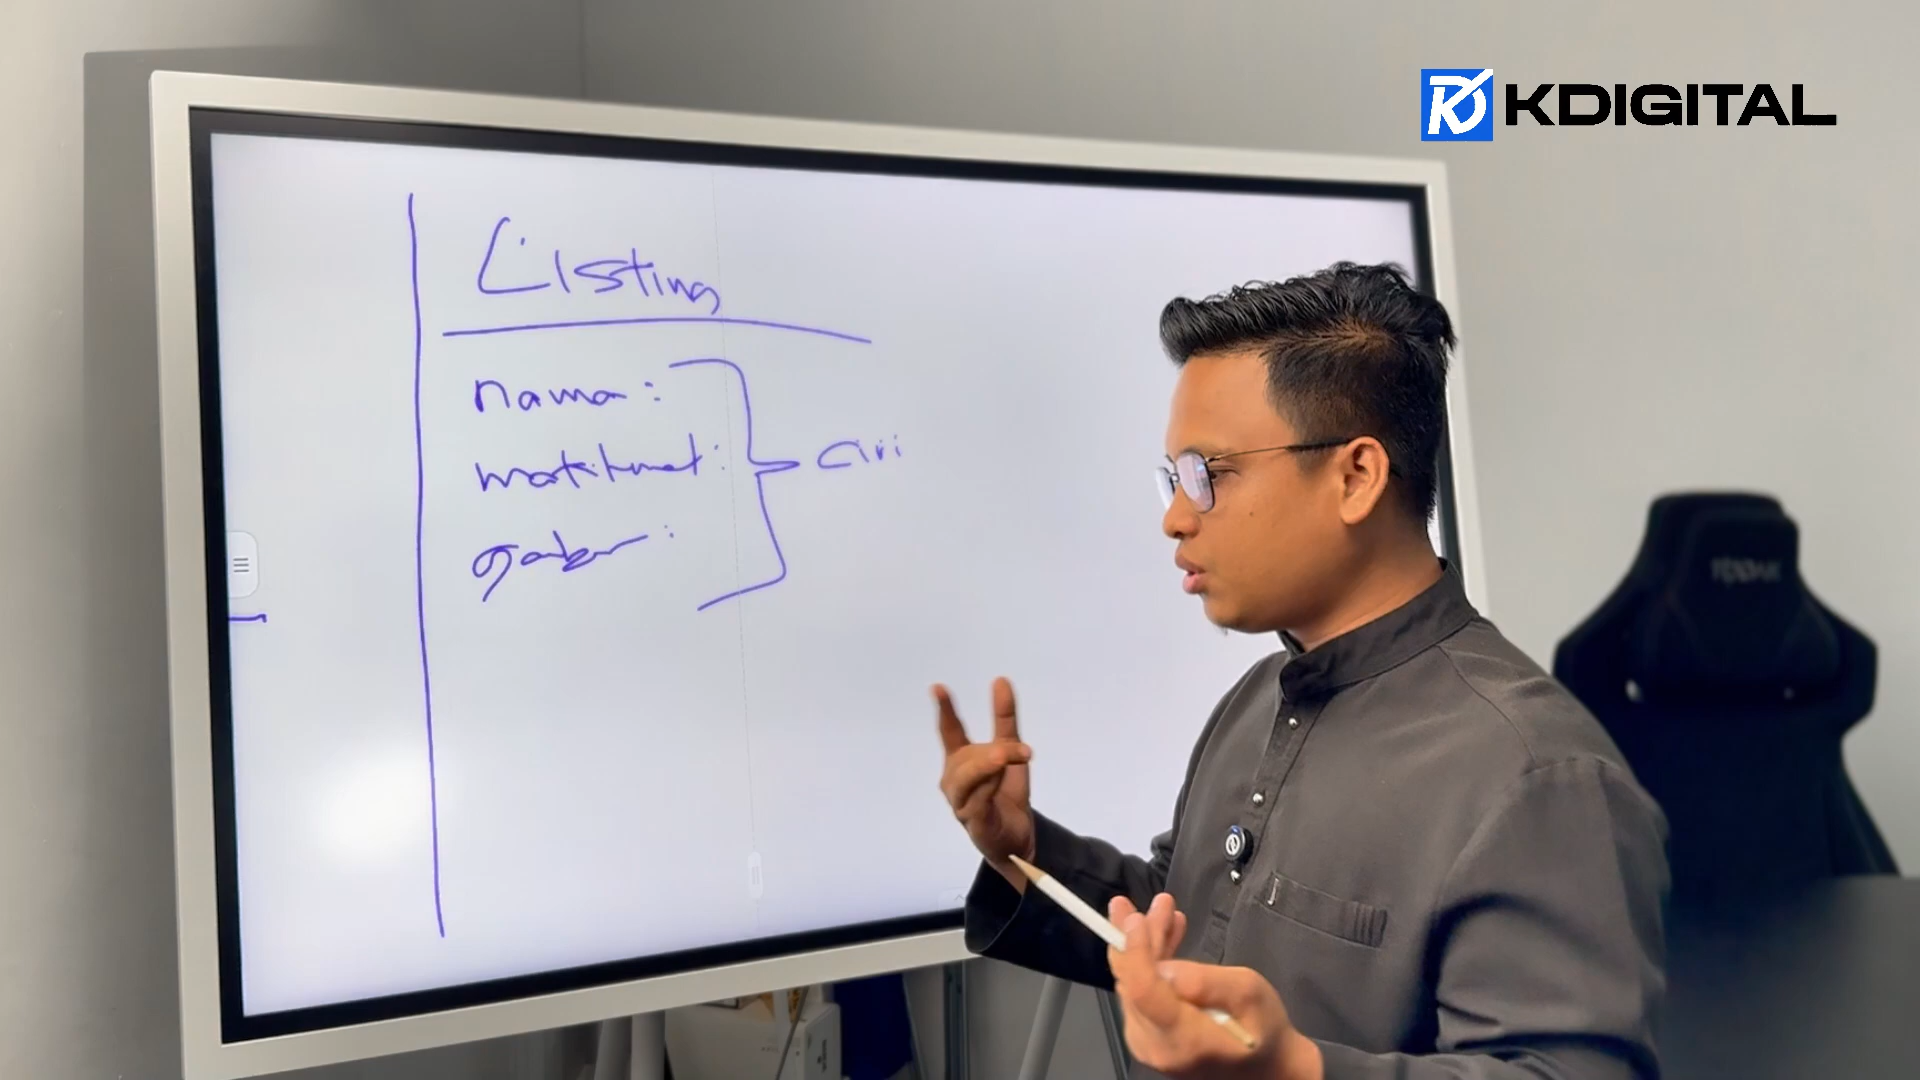 KDIGITAL
Listing
nama :
maklumat :
gambar :
Ciri